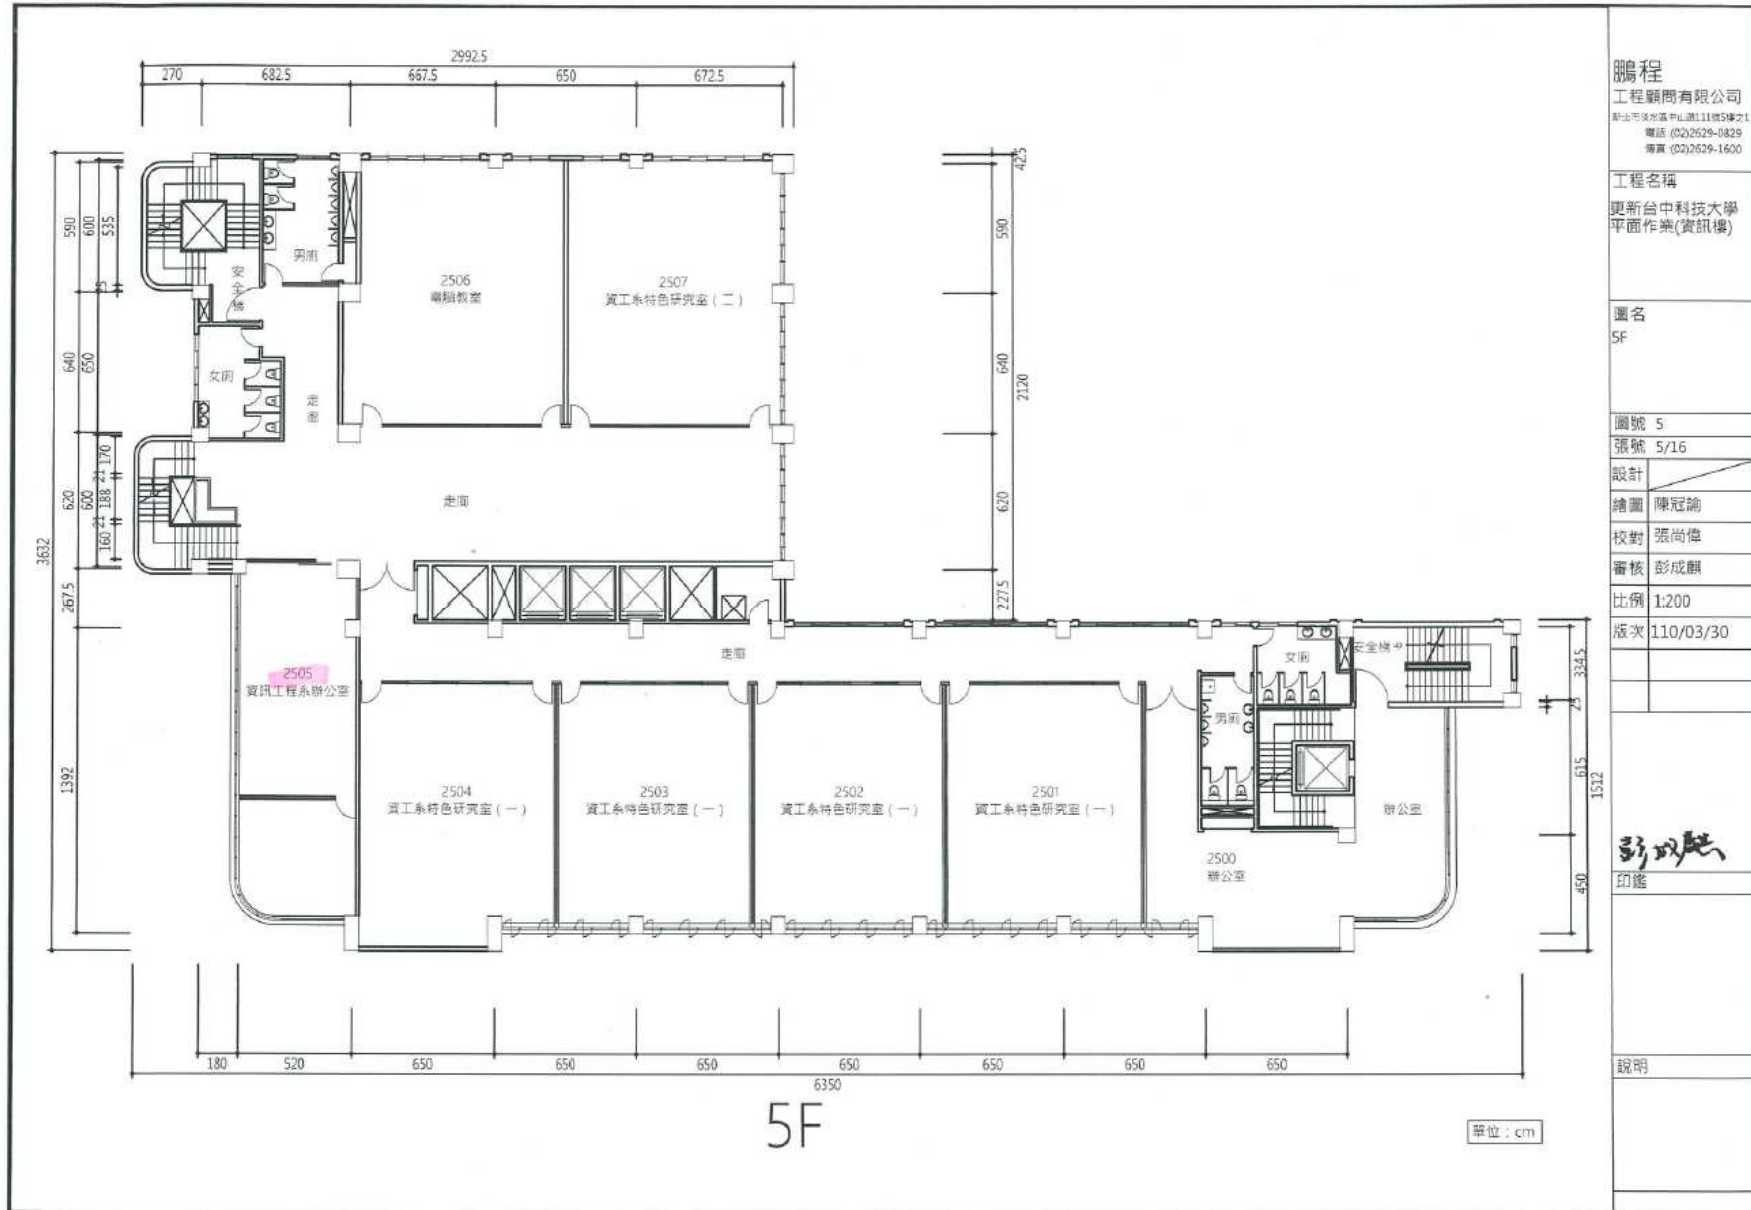 2992.5
270
682.5
667.5
650
672.5
3632
590
640
620
267.5
1392
600
650
600
535
25
170
21
188
21
160
42.5
590
640
620
227.5
2120
334.5
25
615
450
1512
安全梯
男廁
2506
電腦教室
2507
資工系特色研究室(二)
女廁
走廊
走廊
走廊
2505
資訊工程系辦公室
2504
資工系特色研究室(一)
2503
資工系特色研究室(一)
2502
資工系特色研究室(一)
2501
資工系特色研究室(一)
女廁
安全梯
男廁
辦公室
2500
辦公室
180
520
650
650
650
650
650
650
650
6350
5F
單位：cm
鵬程
工程顧問有限公司
電話:(02)2629-0829
傳真:(02)2629-1600
工程名稱
更新台中科技大學
平面作業(資訊樓)
圖名
5F
圖號 5
張號 5/16
設計
繪圖 陳冠諭
校對 張尚偉
審核 彭成麒
比例 1:200
版次 110/03/30
彭成麒
印鑑
說明